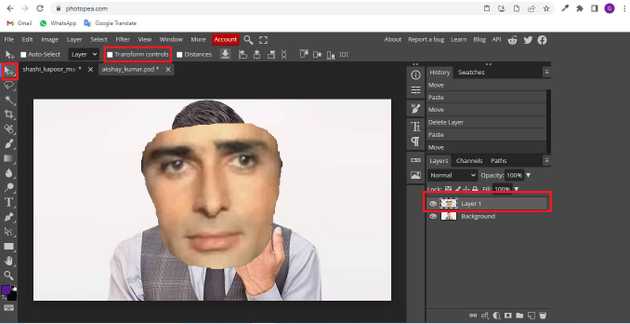 photopea.com
G
Gmail WhatsApp Google Translate
File Edit Image Layer Select Filter View Window More Account
About Report a bug Learn Blog API
Auto-Select Layer Transform controls Distances
shashi_kapoor_m
akshay_kumar.psd *
History Swatches
Move
Paste
Move
Delete Layer
Paste
Move
Layers Channels Paths
Normal Opacity: 100%
Lock: Fill: 100%
Layer 1
Background
eff